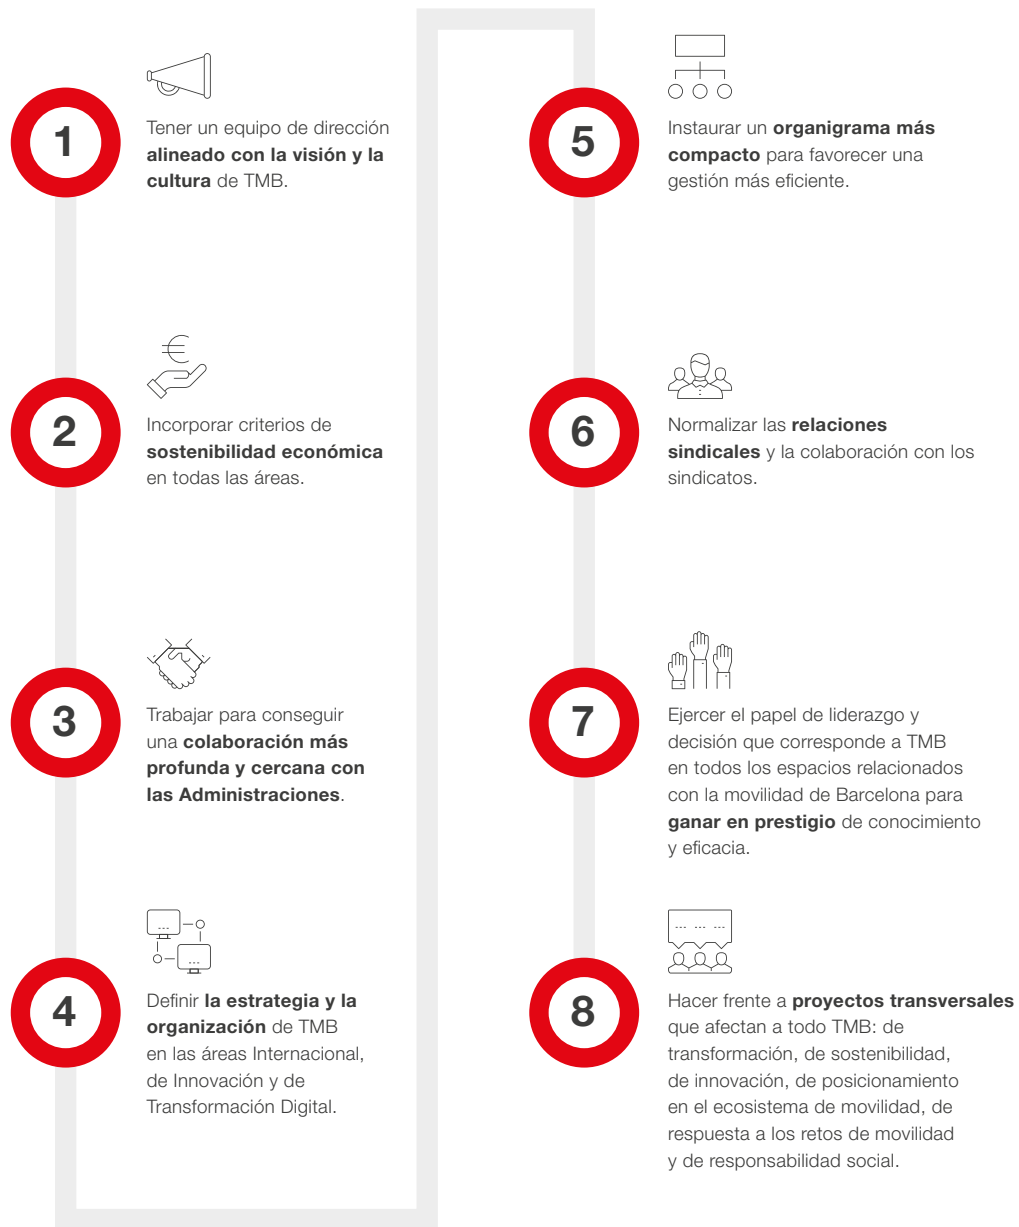 1
Tener un equipo de dirección
alineado con la visión y la
cultura de TMB.
2
Incorporar criterios de
sostenibilidad económica
en todas las áreas.
3
Trabajar para conseguir
una colaboración más
profunda y cercana con
las Administraciones.
4
Definir la estrategia y la
organización de TMB
en las áreas Internacional,
de Innovación y de
Transformación Digital.
5
Instaurar un organigrama más
compacto para favorecer una
gestión más eficiente.
6
Normalizar las relaciones
sindicales y la colaboración con los
sindicatos.
7
Ejercer el papel de liderazgo y
decisión que corresponde a TMB
en todos los espacios relacionados
con la movilidad de Barcelona para
ganar en prestigio de conocimiento
y eficacia.
8
Hacer frente a proyectos transversales
que afectan a todo TMB: de
transformación, de sostenibilidad,
de innovación, de posicionamiento
en el ecosistema de movilidad, de
respuesta a los retos de movilidad
y de responsabilidad social.